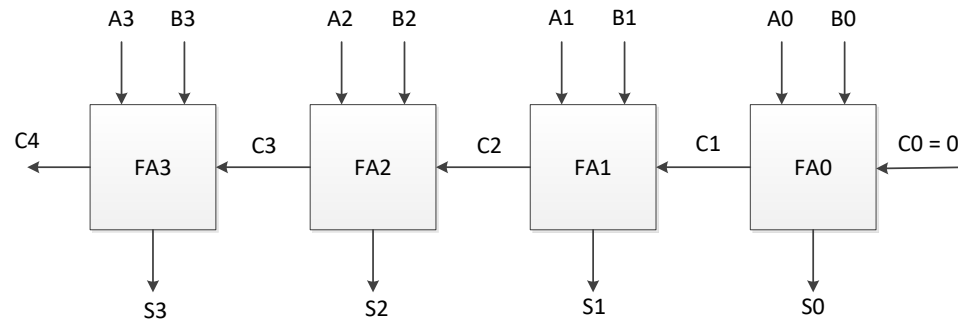 A3 B3 A2 B2 A1 B1 A0 B0
C4 FA3 C3 FA2 C2 FA1 C1 FA0 C0 = 0
S3 S2 S1 S0